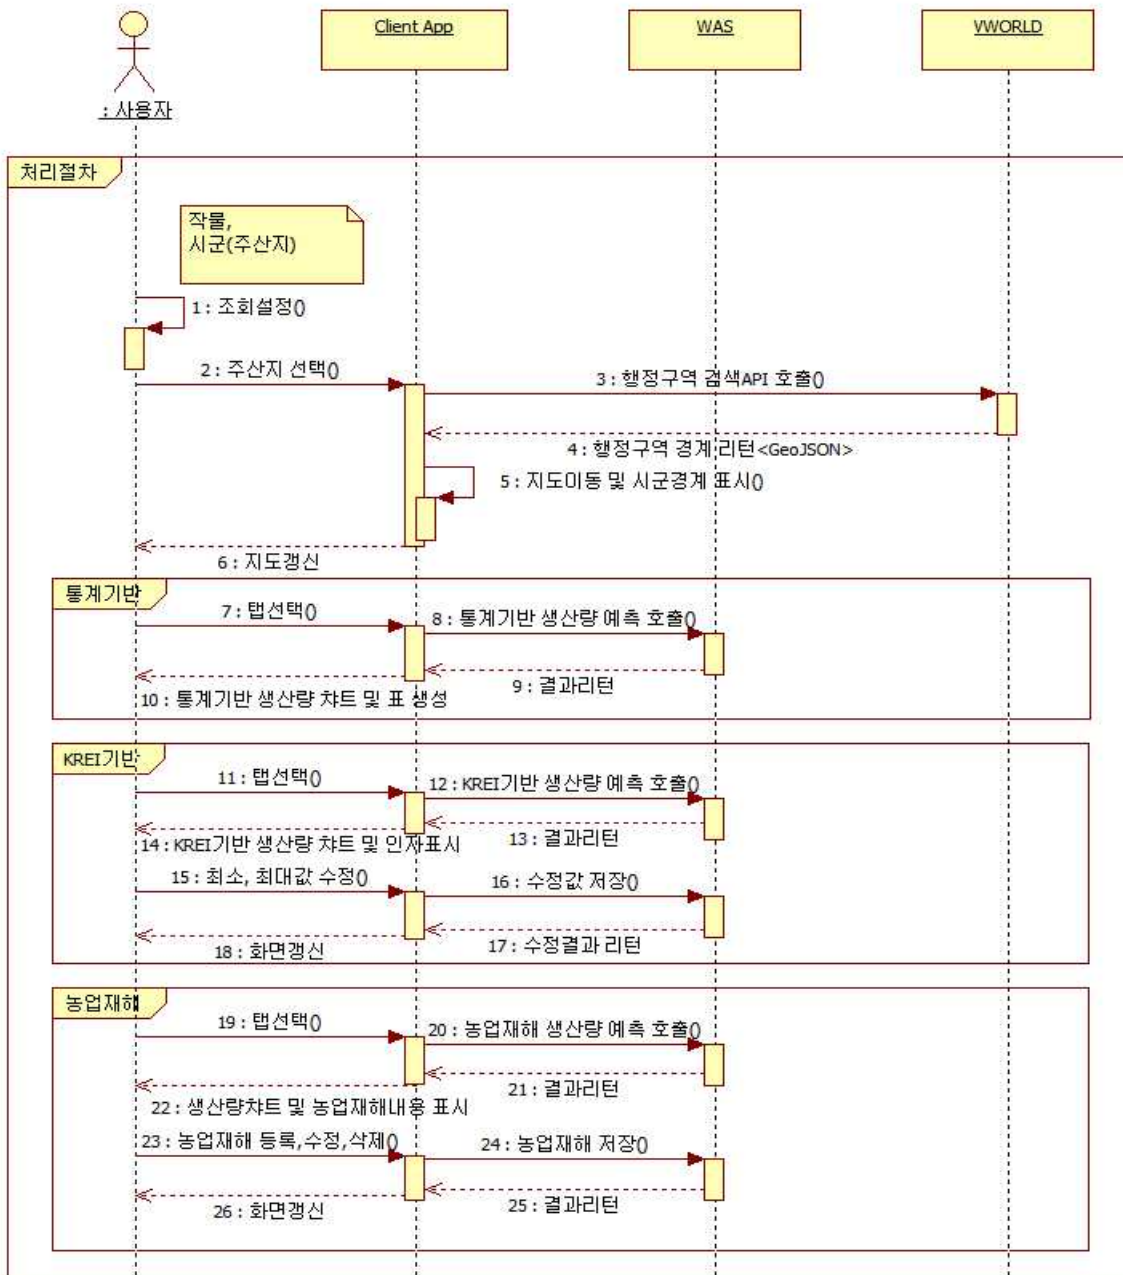 Client App
WAS
VWORLD
: 사용자
처리절차
작물,
시군(주산지)
1 : 조회설정()
2 : 주산지 선택()
3 : 행정구역 검색API 호출()
4 : 행정구역 경계 리턴<GeoJSON>
5 : 지도이동 및 시군경계 표시()
6 : 지도갱신
통계기반
7 : 탭선택()
8 : 통계기반 생산량 예측 호출()
9 : 결과리턴
10 : 통계기반 생산량 챠트 및 표 생성
KREI기반
11 : 탭선택()
12 : KREI기반 생산량 예측 호출()
13 : 결과리턴
14 : KREI기반 생산량 챠트 및 인자표시
15 : 최소, 최대값 수정()
16 : 수정값 저장()
17 : 수정결과 리턴
18 : 화면갱신
농업재해
19 : 탭선택()
20 : 농업재해 생산량 예측 호출()
21 : 결과리턴
22 : 생산량챠트 및 농업재해내용 표시
23 : 농업재해 등록,수정,삭제()
24 : 농업재해 저장()
25 : 결과리턴
26 : 화면갱신